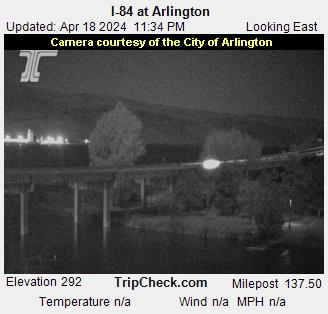 I-84 at Arlington
Updated: Apr 18 2024 11:34 PM Looking East
Camera courtesy of the City of Arlington
Elevation 292 TripCheck.com Milepost 137.50
Temperature n/a Wind n/a MPH n/a